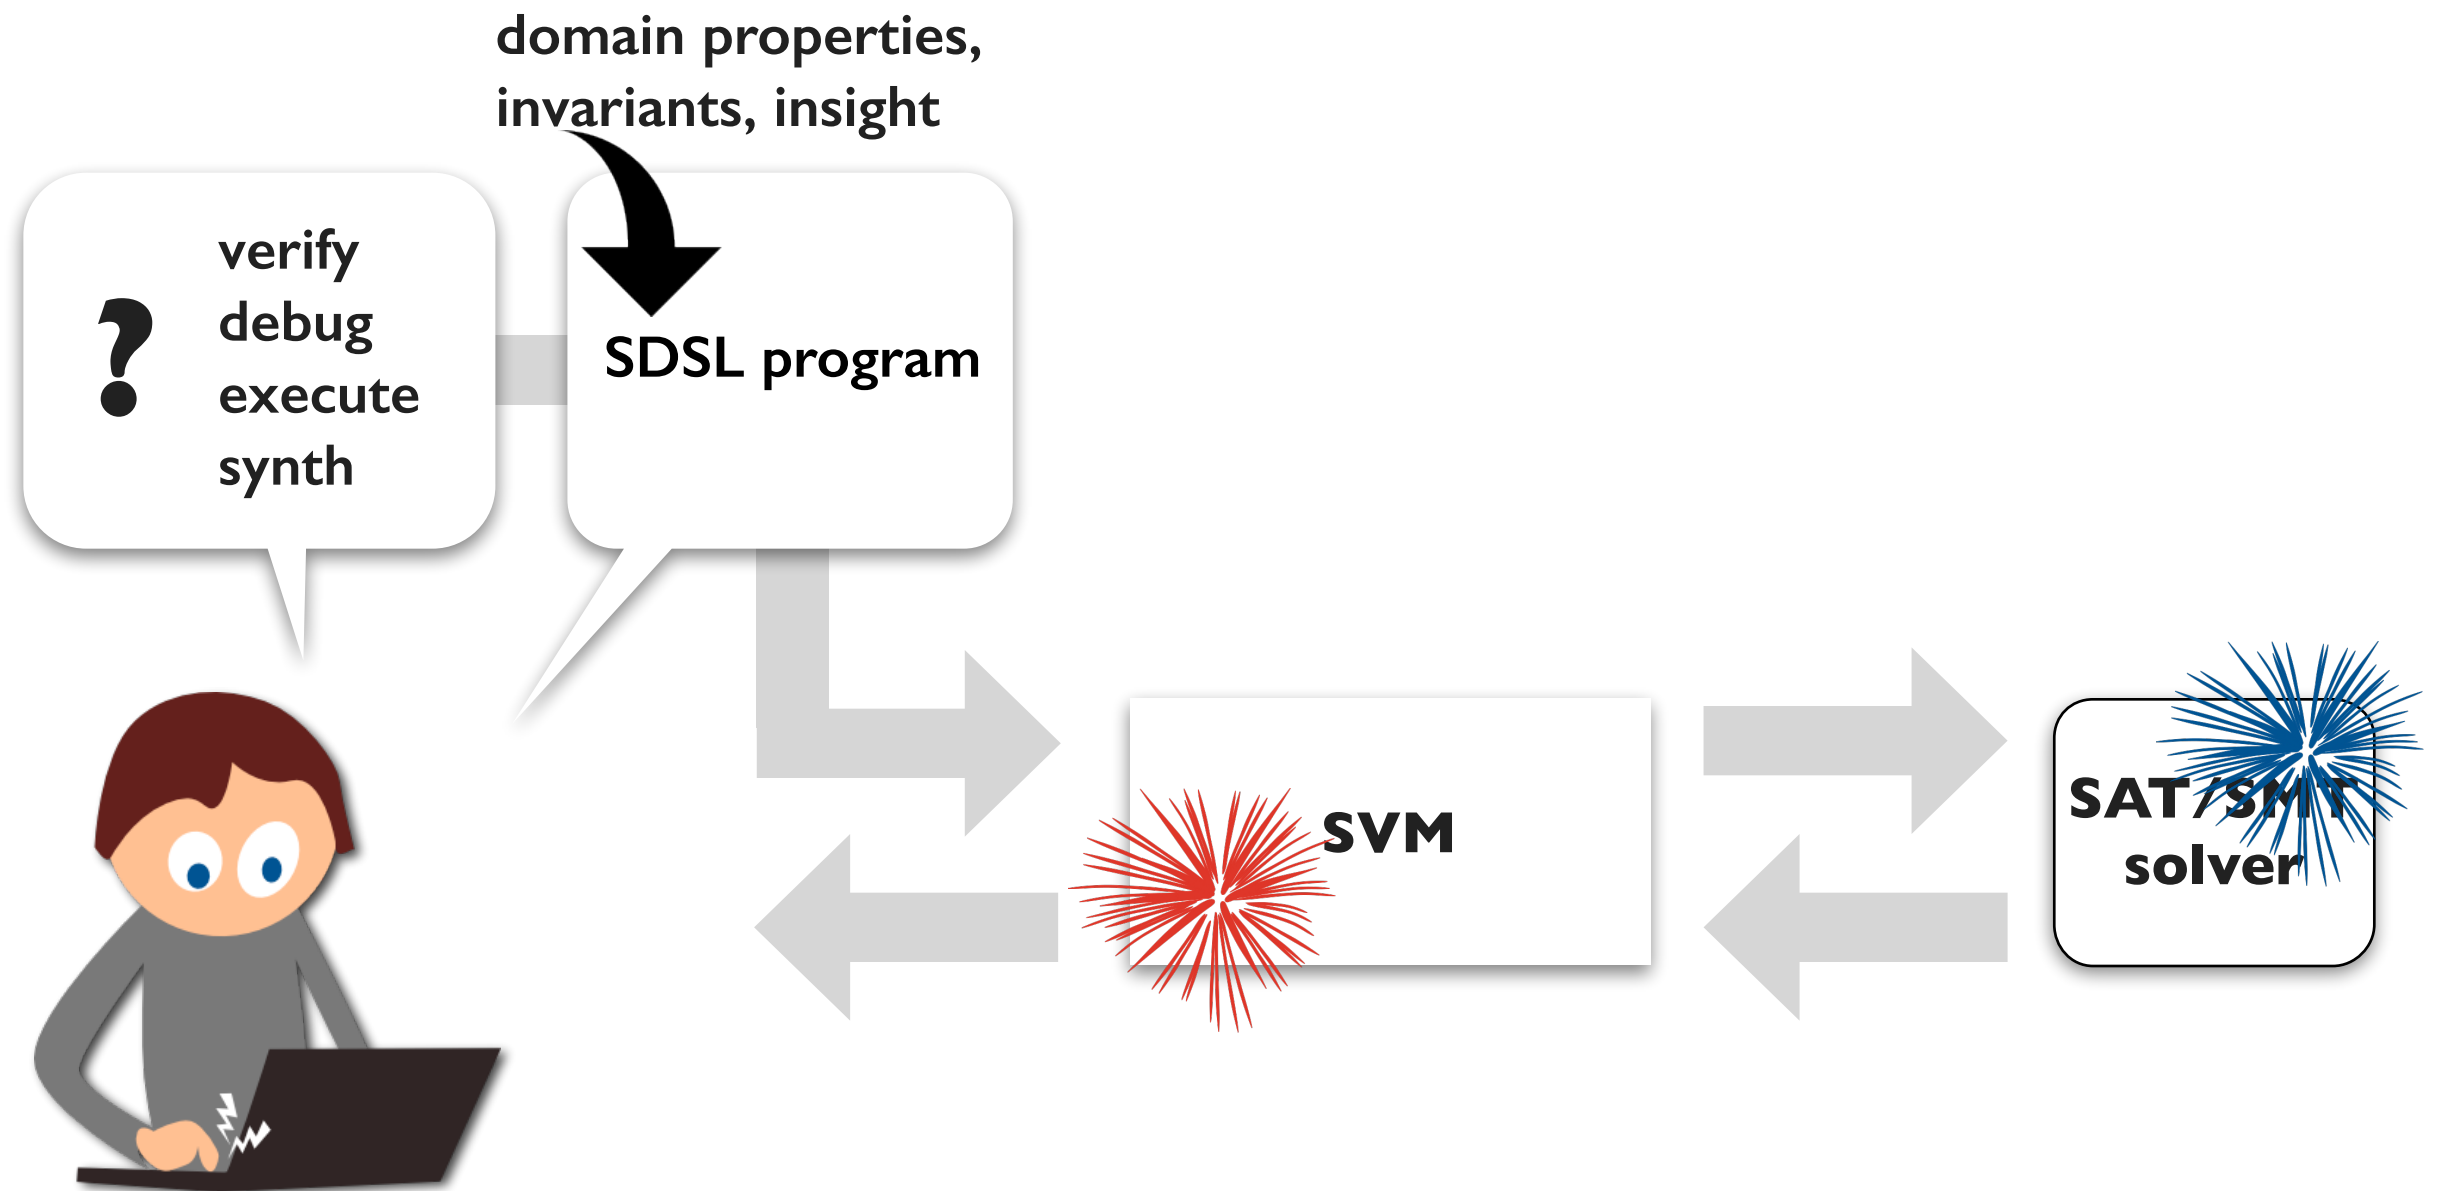 domain properties,
invariants, insight
?
verify
debug
execute
synth
SDSL program
SVM
SAT/SMT
solver